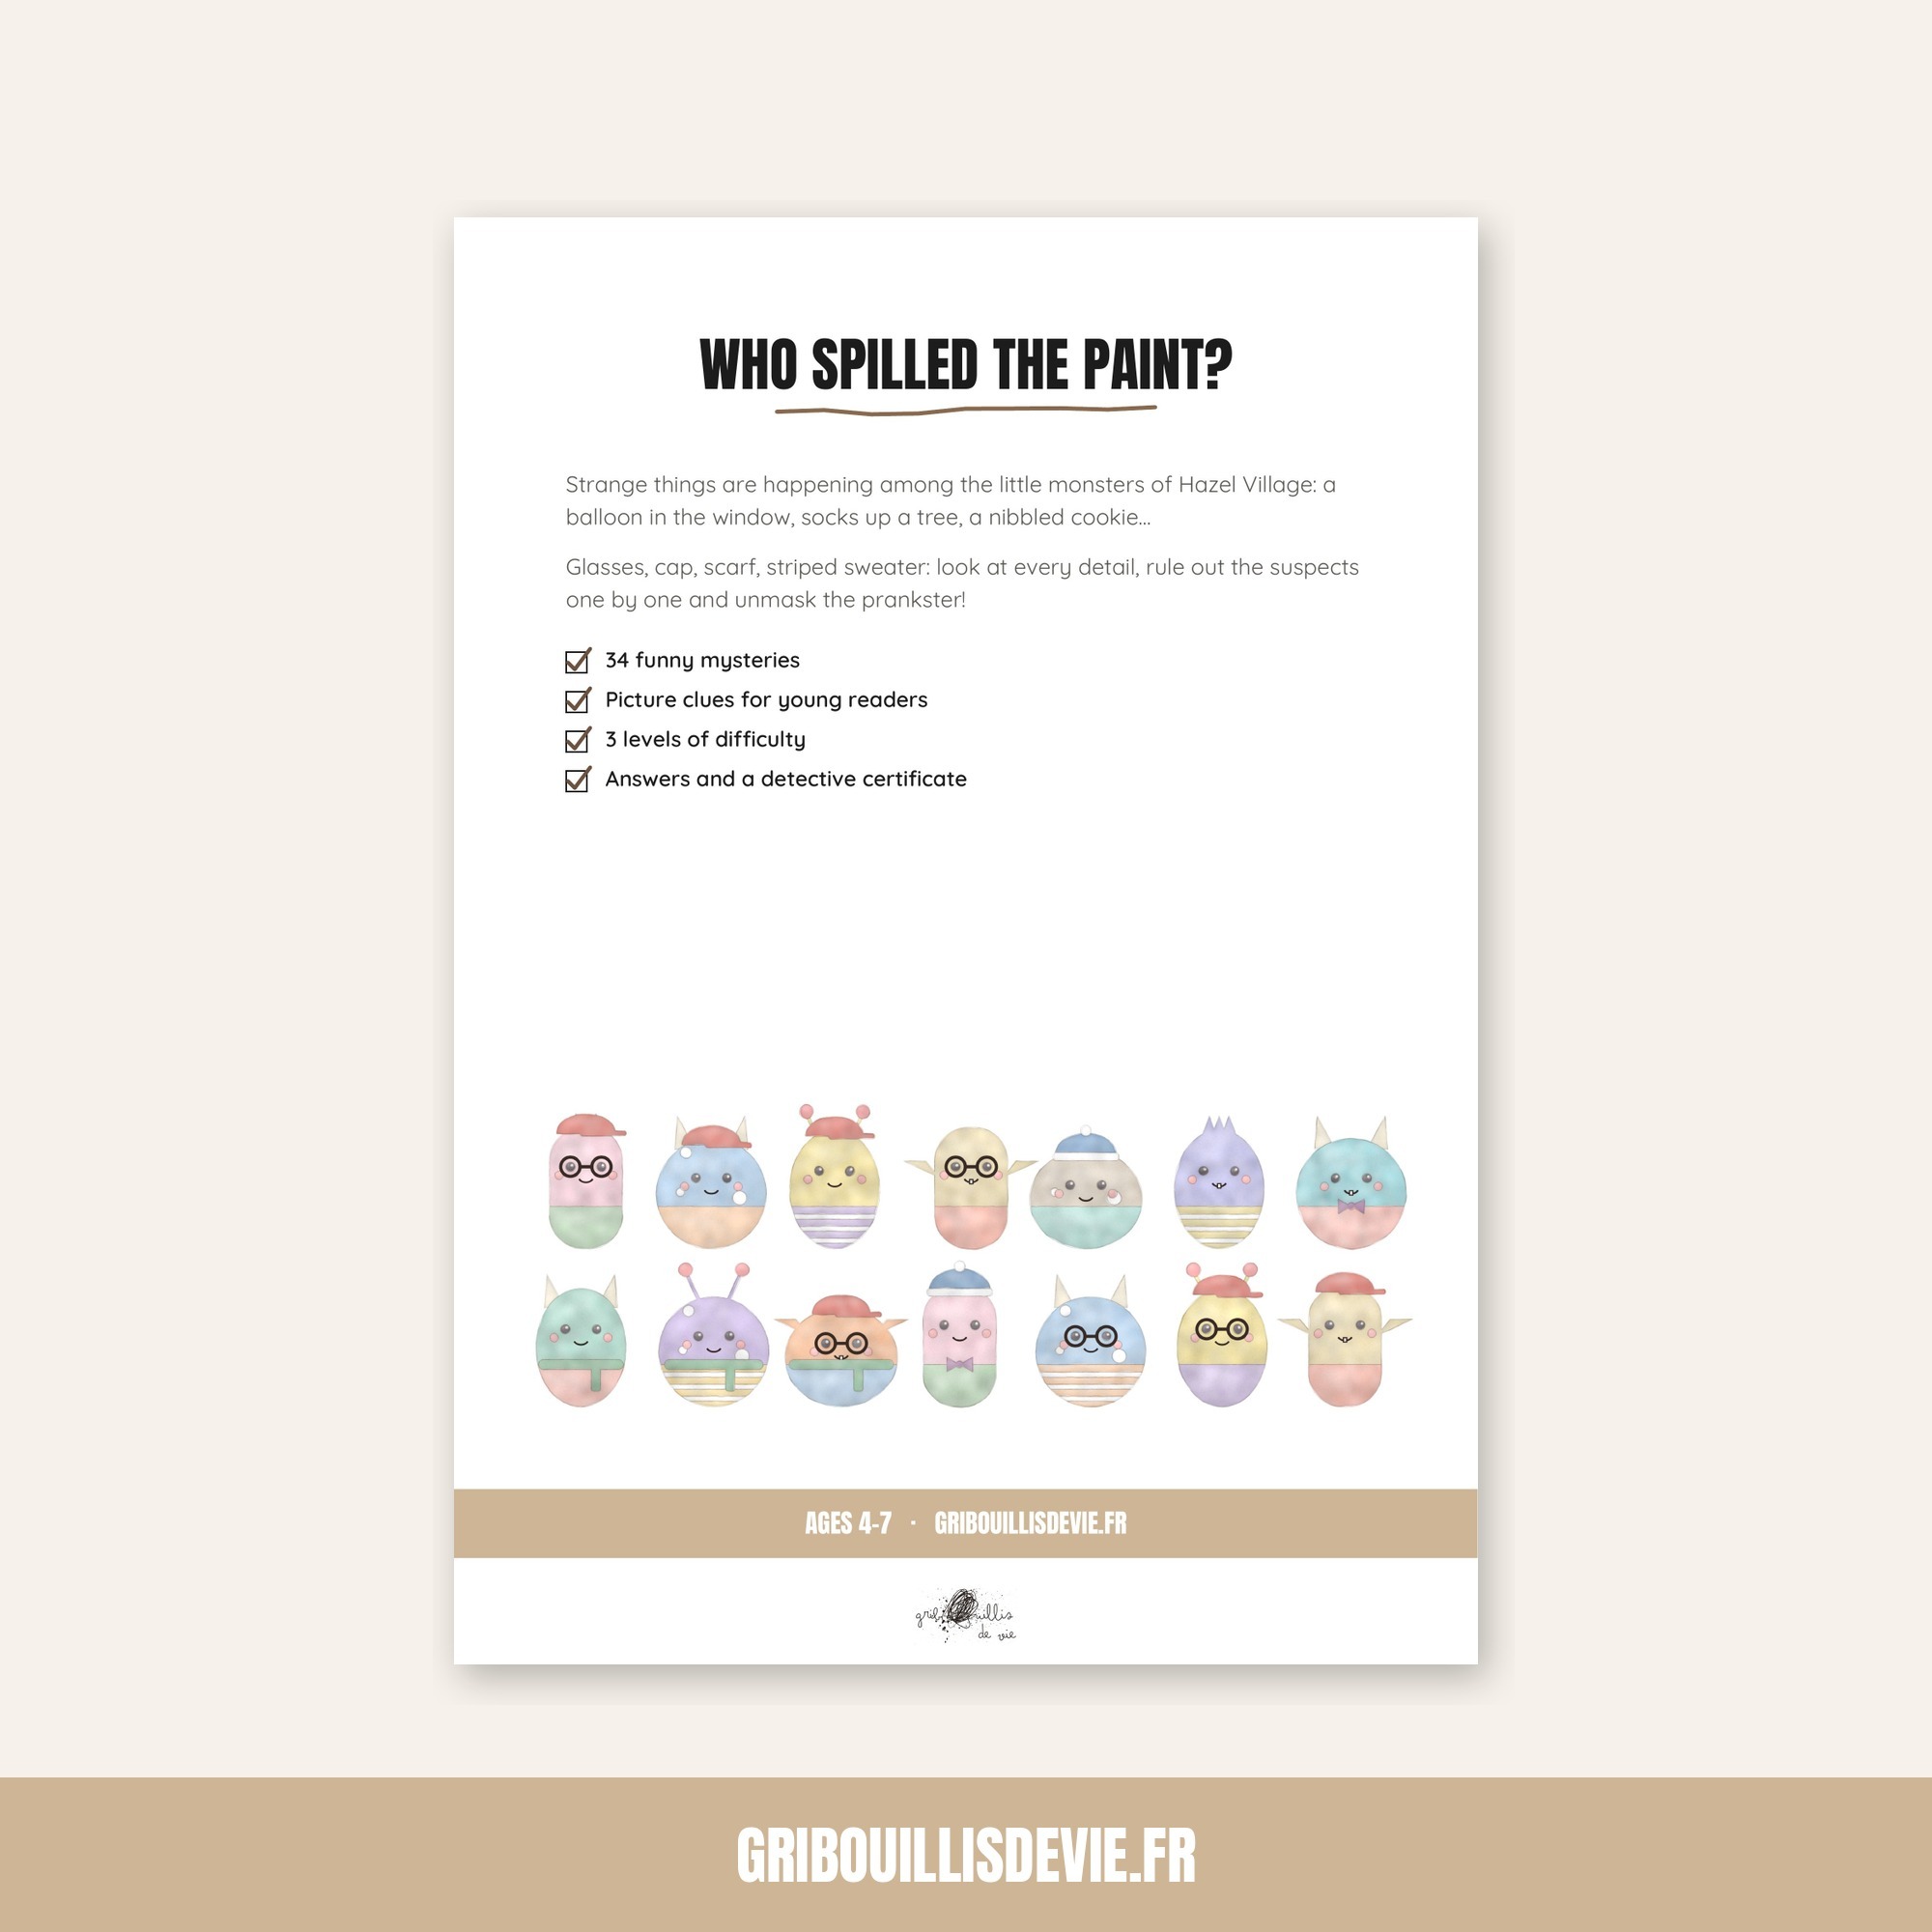 WHO SPILLED THE PAINT?
Strange things are happening among the little monsters of Hazel Village: a
balloon in the window, socks up a tree, a nibbled cookie...
Glasses, cap, scarf, striped sweater: look at every detail, rule out the suspects
one by one and unmask the prankster!
34 funny mysteries
Picture clues for young readers
3 levels of difficulty
Answers and a detective certificate
AGES 4-7 · GRIBOUILLISDEVIE.FR
de vie
GRIBOUILLISDEVIE.FR